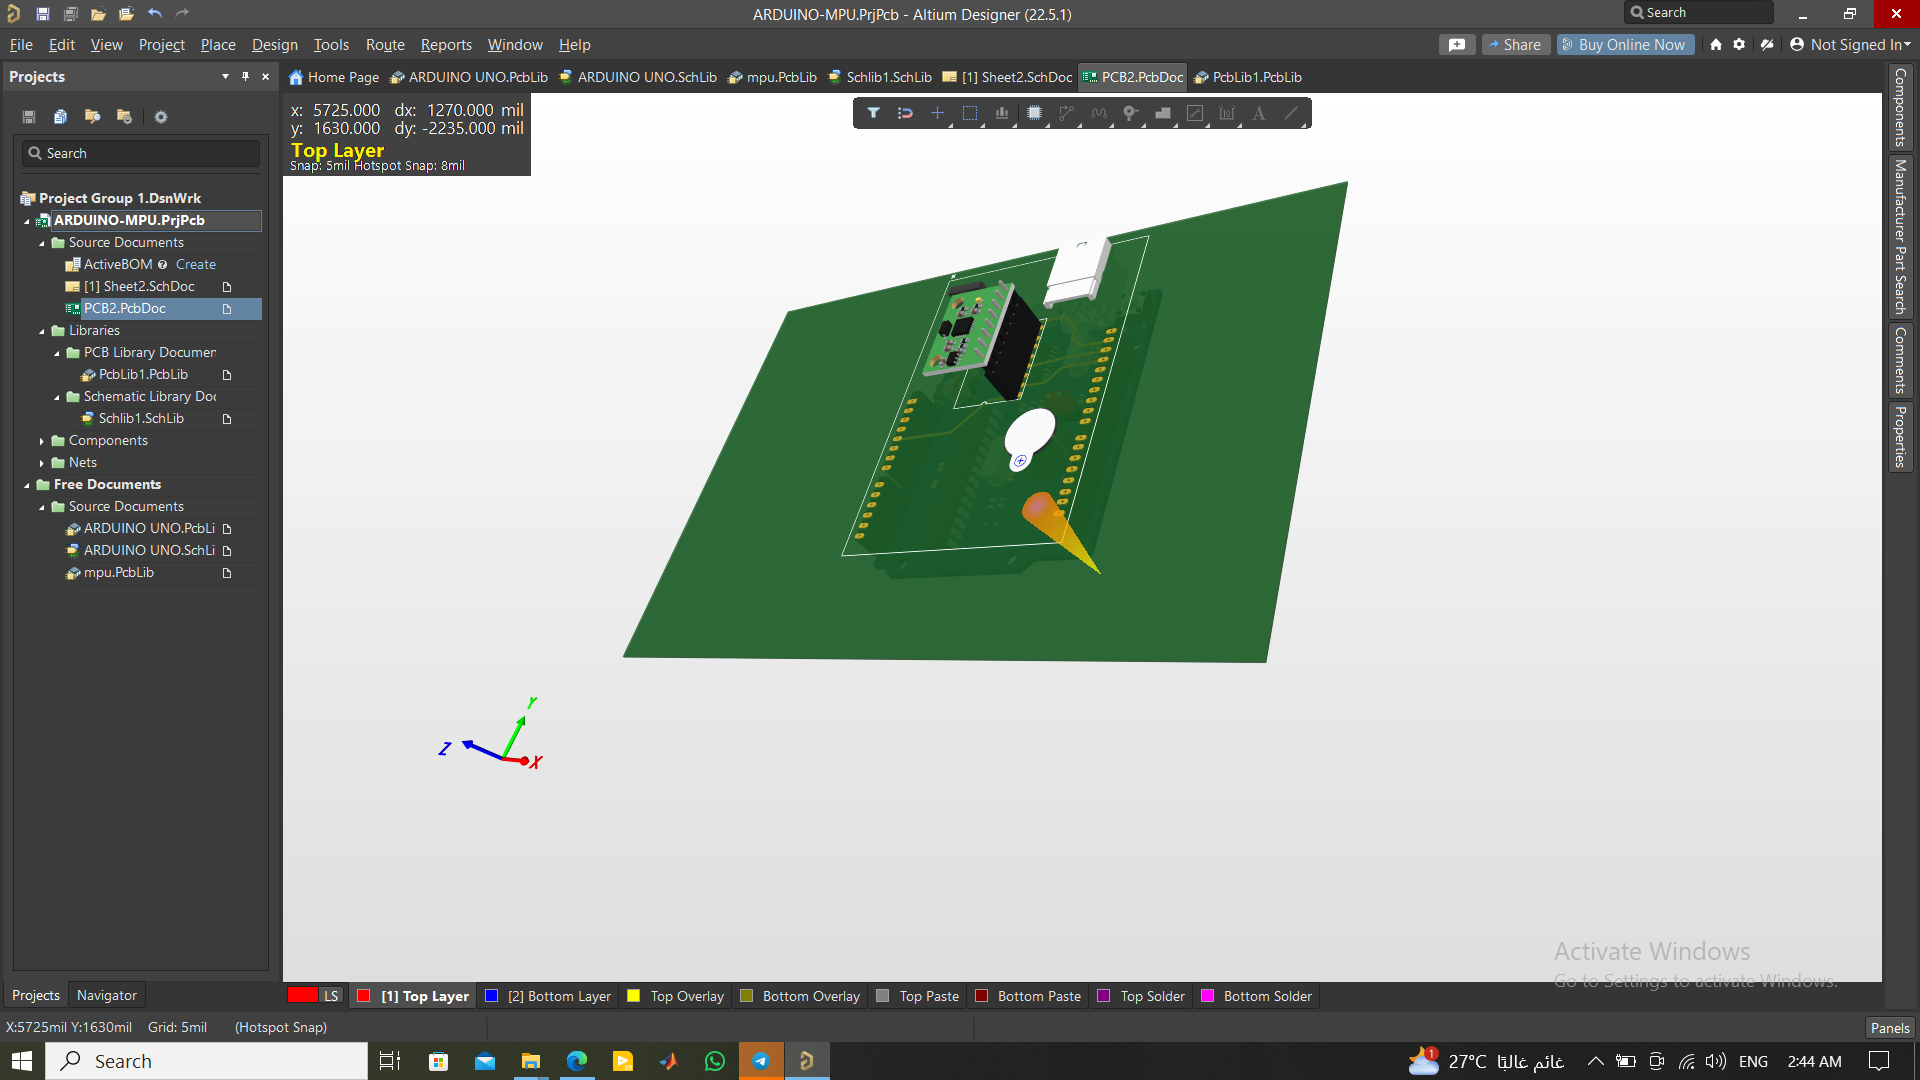 ARDUINO-MPU.PrjPcb - Altium Designer (22.5.1)
Search
File Edit View Project Place Design Tools Route Reports Window Help
Share
Buy Online Now
Not Signed In
Projects
Home Page
ARDUINO UNO.PcbLib
ARDUINO UNO.SchLib
mpu.PcbLib
Schlib1.SchLib
[1] Sheet2.SchDoc
PCB2.PcbDoc
PcbLib1.PcbLib
x: 5725.000 dx: 1270.000 mil
y: 1630.000 dy: -2235.000 mil
Top Layer
Snap: 5mil Hotspot Snap: 8mil
Search
Project Group 1.DsnWrk
ARDUINO-MPU.PrjPcb
Source Documents
ActiveBOM Create
[1] Sheet2.SchDoc
PCB2.PcbDoc
Libraries
PCB Library Documen
PcbLib1.PcbLib
Schematic Library Doc
Schlib1.SchLib
Components
Nets
Free Documents
Source Documents
ARDUINO UNO.PcbLi
ARDUINO UNO.SchLi
mpu.PcbLib
Components
Manufacturer Part Search
Comments
Properties
Y
Z
X
Activate Windows
Go to Settings to activate Windows.
Projects
Navigator
LS
[1] Top Layer
[2] Bottom Layer
Top Overlay
Bottom Overlay
Top Paste
Bottom Paste
Top Solder
Bottom Solder
X:5725mil Y:1630mil Grid: 5mil (Hotspot Snap)
Panels
Search
1
27°C غائم غالبًا
ENG
2:44 AM